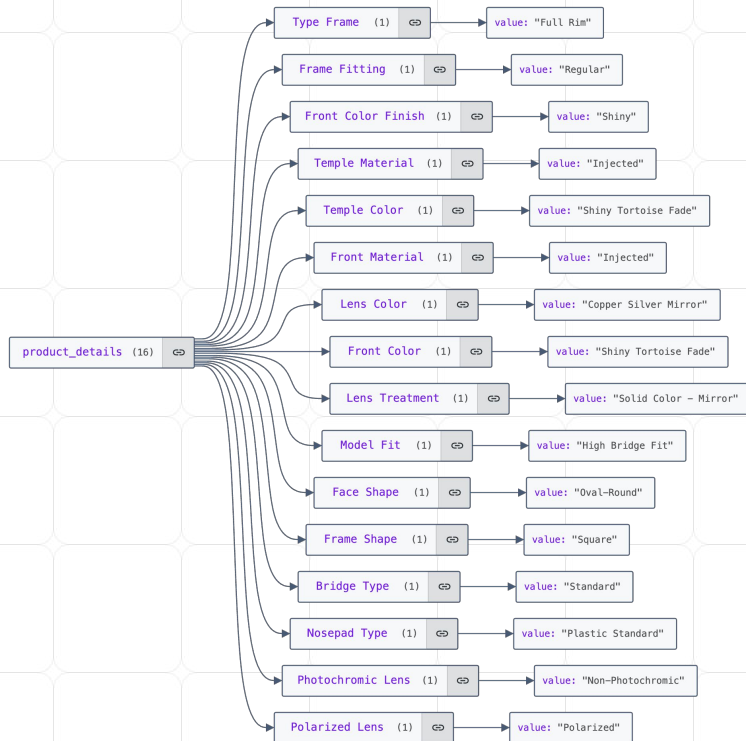 Type Frame (1) value: "Full Rim"
Frame Fitting (1) value: "Regular"
Front Color Finish (1) value: "Shiny"
Temple Material (1) value: "Injected"
Temple Color (1) value: "Shiny Tortoise Fade"
Front Material (1) value: "Injected"
Lens Color (1) value: "Copper Silver Mirror"
product_details (16)
Front Color (1) value: "Shiny Tortoise Fade"
Lens Treatment (1) value: "Solid Color - Mirror"
Model Fit (1) value: "High Bridge Fit"
Face Shape (1) value: "Oval-Round"
Frame Shape (1) value: "Square"
Bridge Type (1) value: "Standard"
Nosepad Type (1) value: "Plastic Standard"
Photochromic Lens (1) value: "Non-Photochromic"
Polarized Lens (1) value: "Polarized"